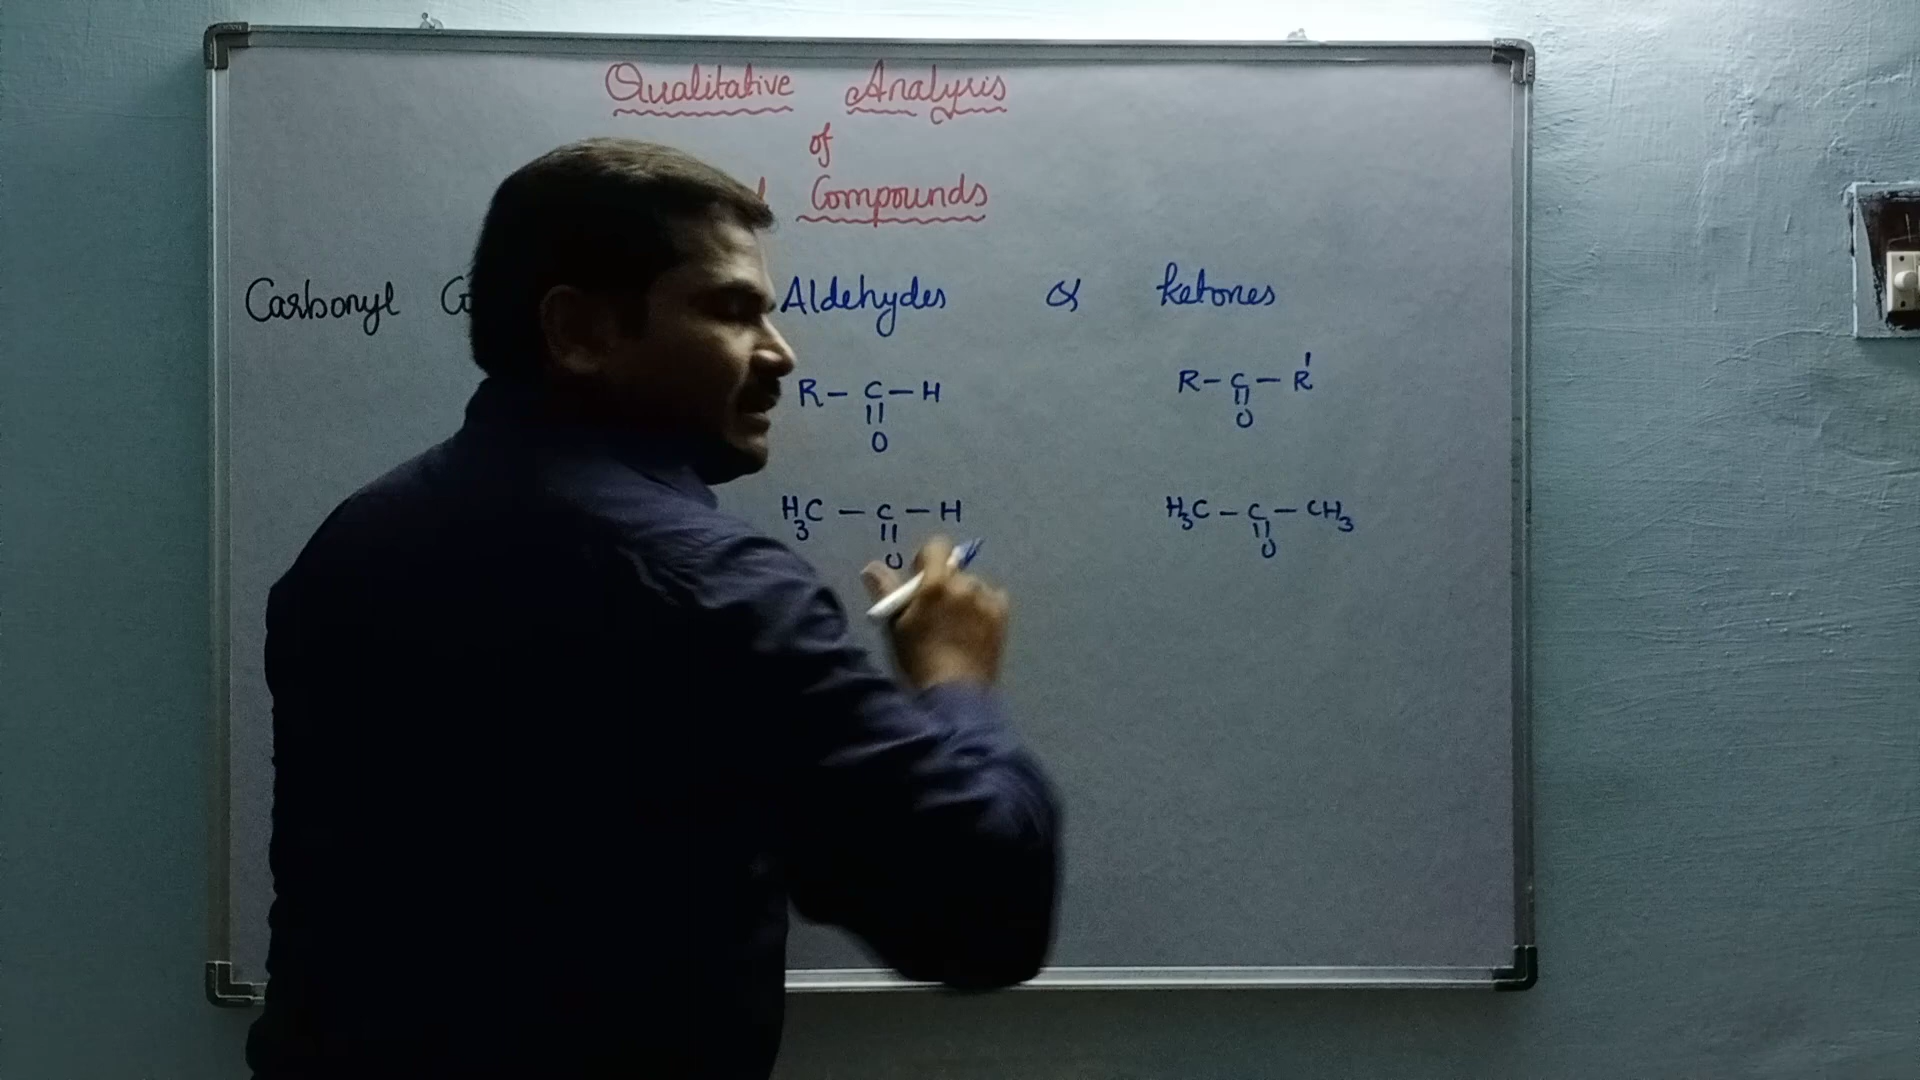 Qualitative Analysis
of
Compounds
Carbonyl Aldehydes & ketones
R–C–H R–C–R'
|| ||
O O
H3C–C–H H3C–C–CH3
|| ||
O O